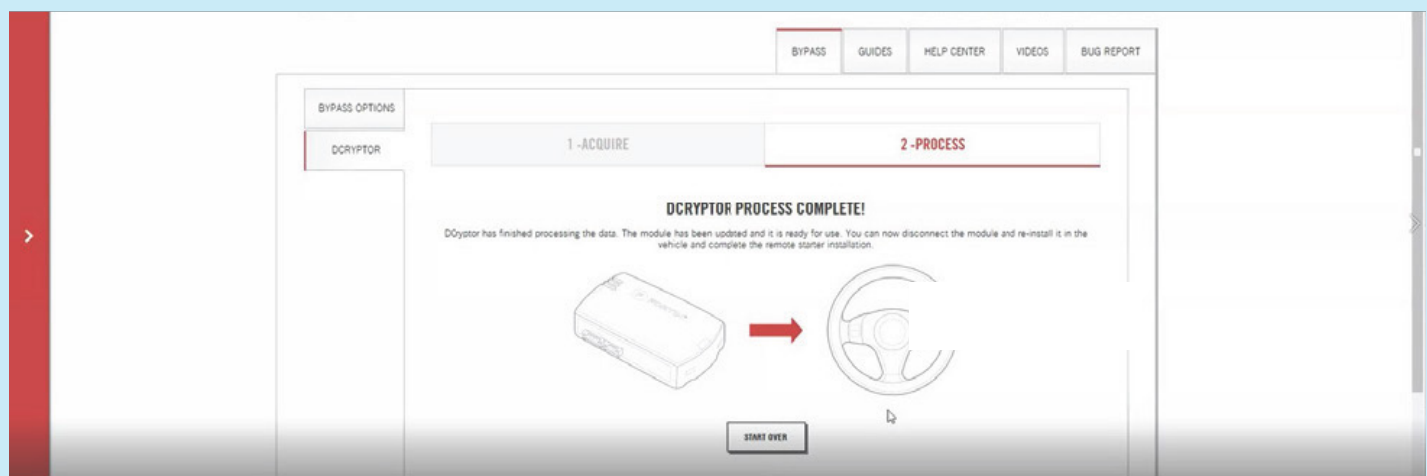 BYPASS
GUIDES
HELP CENTER
VIDEOS
BUG REPORT
BYPASS OPTIONS
DCRYPTOR
1 -ACQUIRE
2 -PROCESS
DCRYPTOR PROCESS COMPLETE!
DCryptor has finished processing the data. The module has been updated and it is ready for use. You can now disconnect the module and re-install it in the
vehicle and complete the remote starter installation.
START OVER